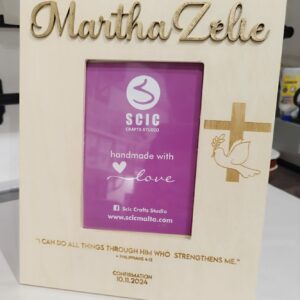 Martha Zélie
SCIC
CRAFTS STUDIO
handmade with
love
Scic Crafts Studio
www.scicmalta.com
"I CAN DO ALL THINGS THROUGH HIM WHO STRENGTHENS ME."
- PHILIPPIANS 4:13
CONFIRMATION
10.11.2024